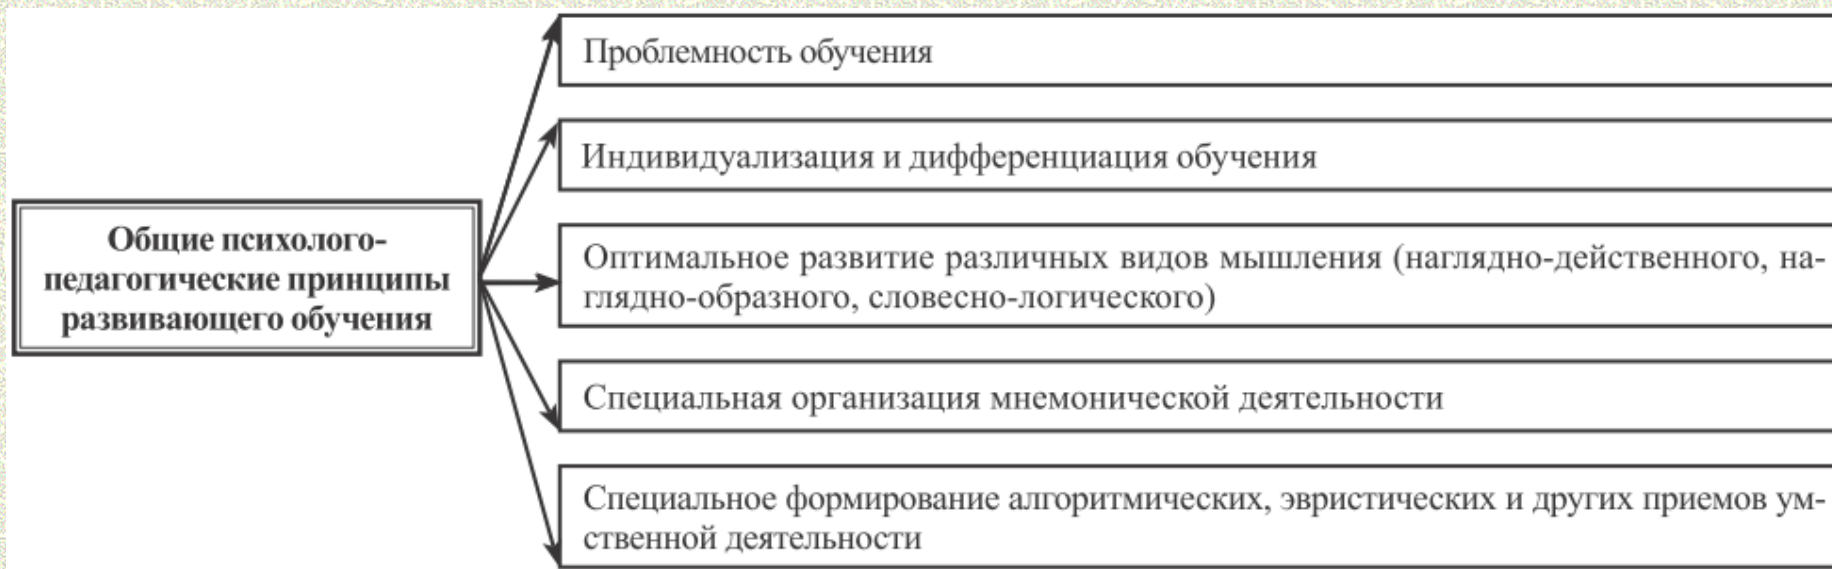 Общие психолого-
педагогические принципы
развивающего обучения
Проблемность обучения
Индивидуализация и дифференциация обучения
Оптимальное развитие различных видов мышления (наглядно-действенного, на-
глядно-образного, словесно-логического)
Специальная организация мнемонической деятельности
Специальное формирование алгоритмических, эвристических и других приемов ум-
ственной деятельности